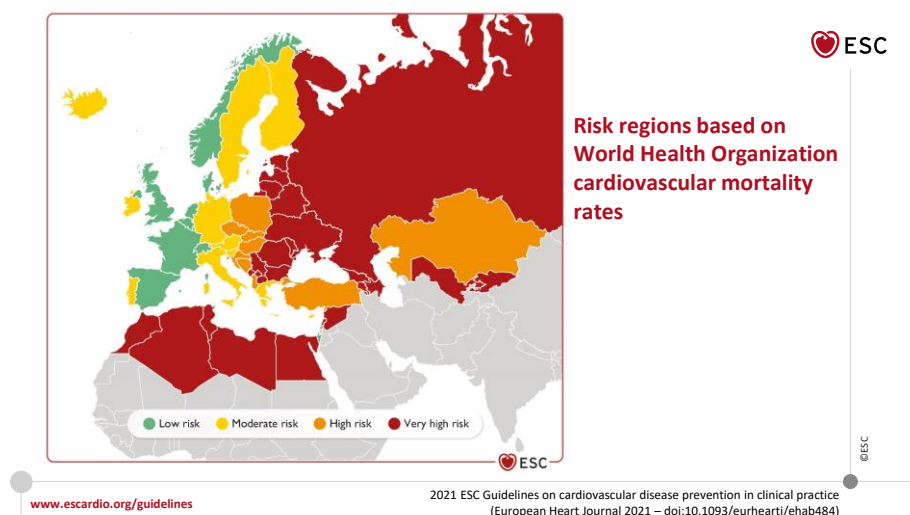 ESC
Risk regions based on
World Health Organization
cardiovascular mortality
rates
Low risk
Moderate risk
High risk
Very high risk
ESC
©ESC
www.escardio.org/guidelines
2021 ESC Guidelines on cardiovascular disease prevention in clinical practice
(European Heart Journal 2021 – doi:10.1093/eurheartj/ehab484)